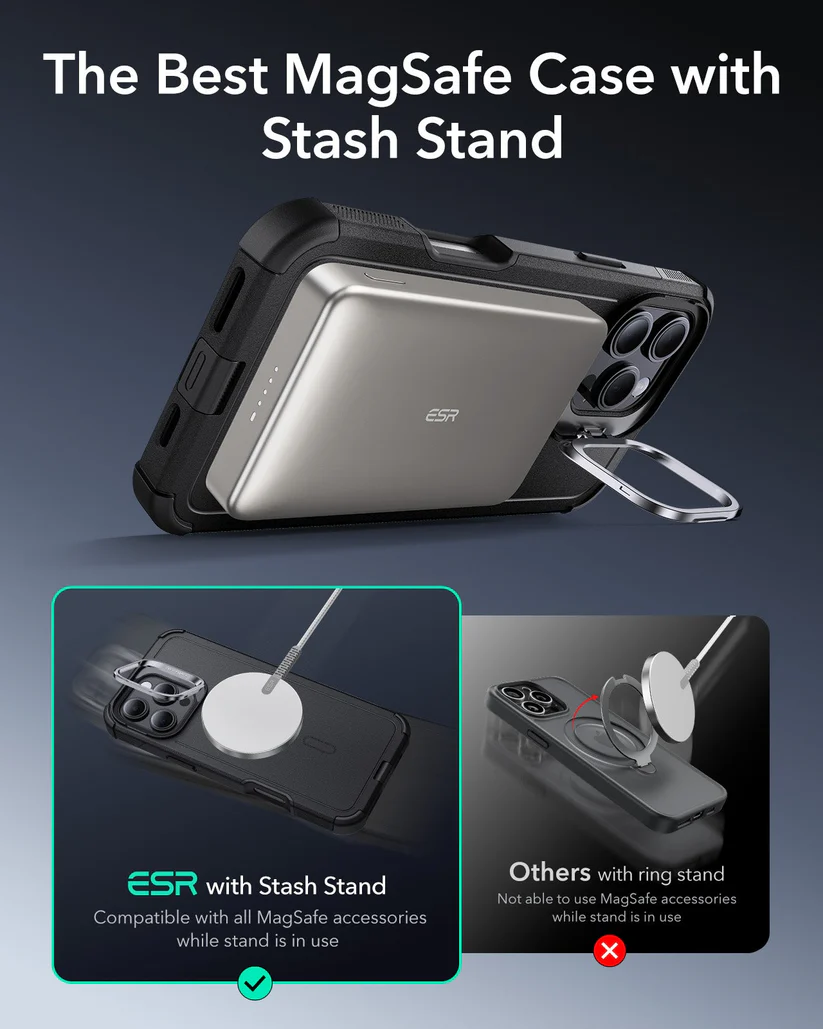 The Best MagSafe Case with
Stash Stand
ESR
ESR with Stash Stand
Compatible with all MagSafe accessories
while stand is in use
Others with ring stand
Not able to use MagSafe accessories
while stand is in use